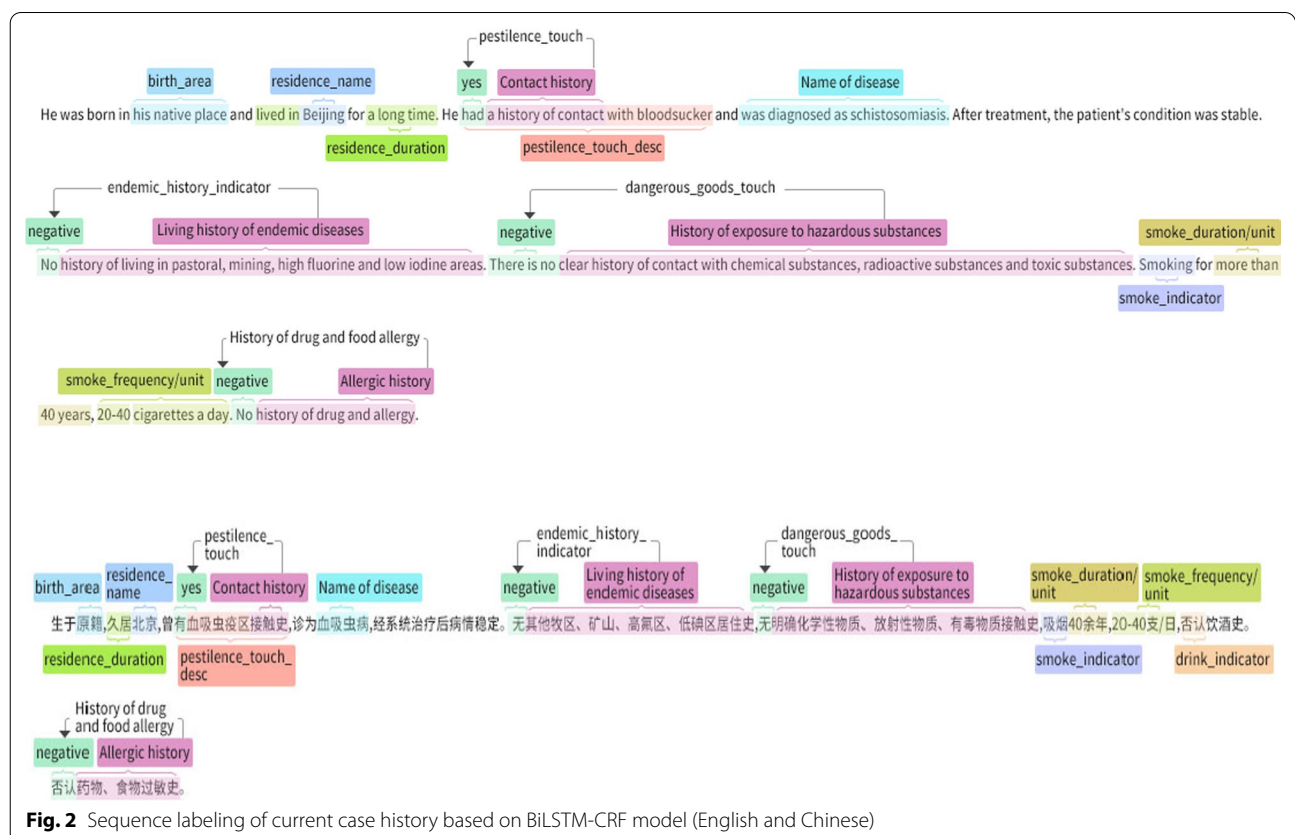 pestilence_touch
birth_area residence_name yes Contact history Name of disease
He was born in his native place and lived in Beijing for a long time. He had a history of contact with bloodsucker and was diagnosed as schistosomiasis. After treatment, the patient's condition was stable.
residence_duration pestilence_touch_desc
endemic_history_indicator dangerous_goods_touch
negative Living history of endemic diseases negative History of exposure to hazardous substances smoke_duration/unit
No history of living in pastoral, mining, high fluorine and low iodine areas. There is no clear history of contact with chemical substances, radioactive substances and toxic substances. Smoking for more than
smoke_indicator
History of drug and food allergy
smoke_frequency/unit negative Allergic history
40 years, 20-40 cigarettes a day. No history of drug and allergy.
pestilence_
touch
endemic_history_
indicator
dangerous_goods_
touch
birth_area residence_
name yes Contact history Name of disease negative Living history of
endemic diseases negative History of exposure to
hazardous substances smoke_duration/
unit smoke_frequency/
unit
生于原籍,久居北京,曾有血吸虫疫区接触史,诊为血吸虫病,经系统治疗后病情稳定。无其他牧区、矿山、高氟区、低碘区居住史,无明确化学性物质、放射性物质、有毒物质接触史,吸烟40余年,20-40支/日,否认饮酒史。
residence_duration pestilence_touch_
desc smoke_indicator drink_indicator
History of drug
and food allergy
negative Allergic history
否认药物、食物过敏史。
Fig. 2 Sequence labeling of current case history based on BiLSTM-CRF model (English and Chinese)